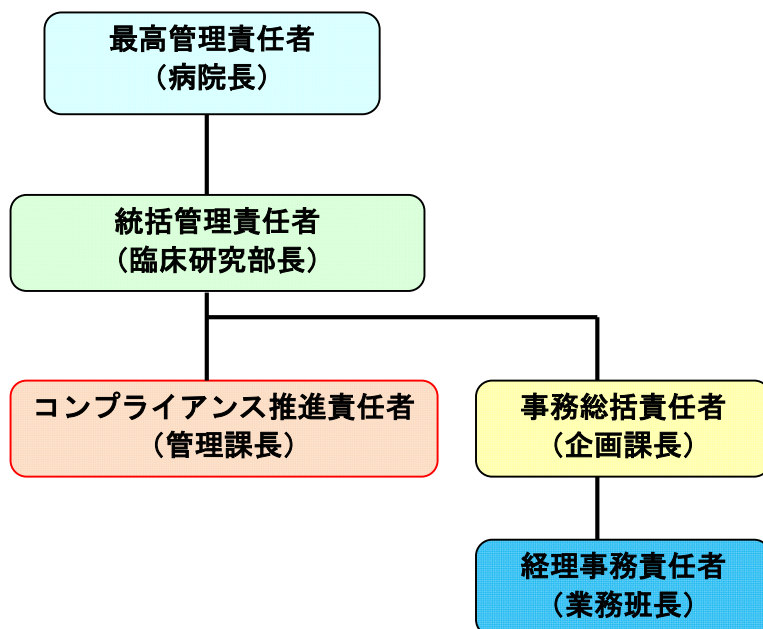 最高管理責任者
（病院長）
統括管理責任者
（臨床研究部長）
コンプライアンス推進責任者
（管理課長）
事務総括責任者
（企画課長）
経理事務責任者
（業務班長）